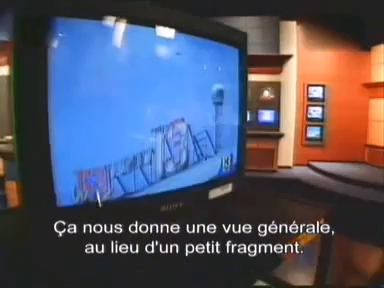 SONY
Ça nous donne une vue générale,
au lieu d'un petit fragment.